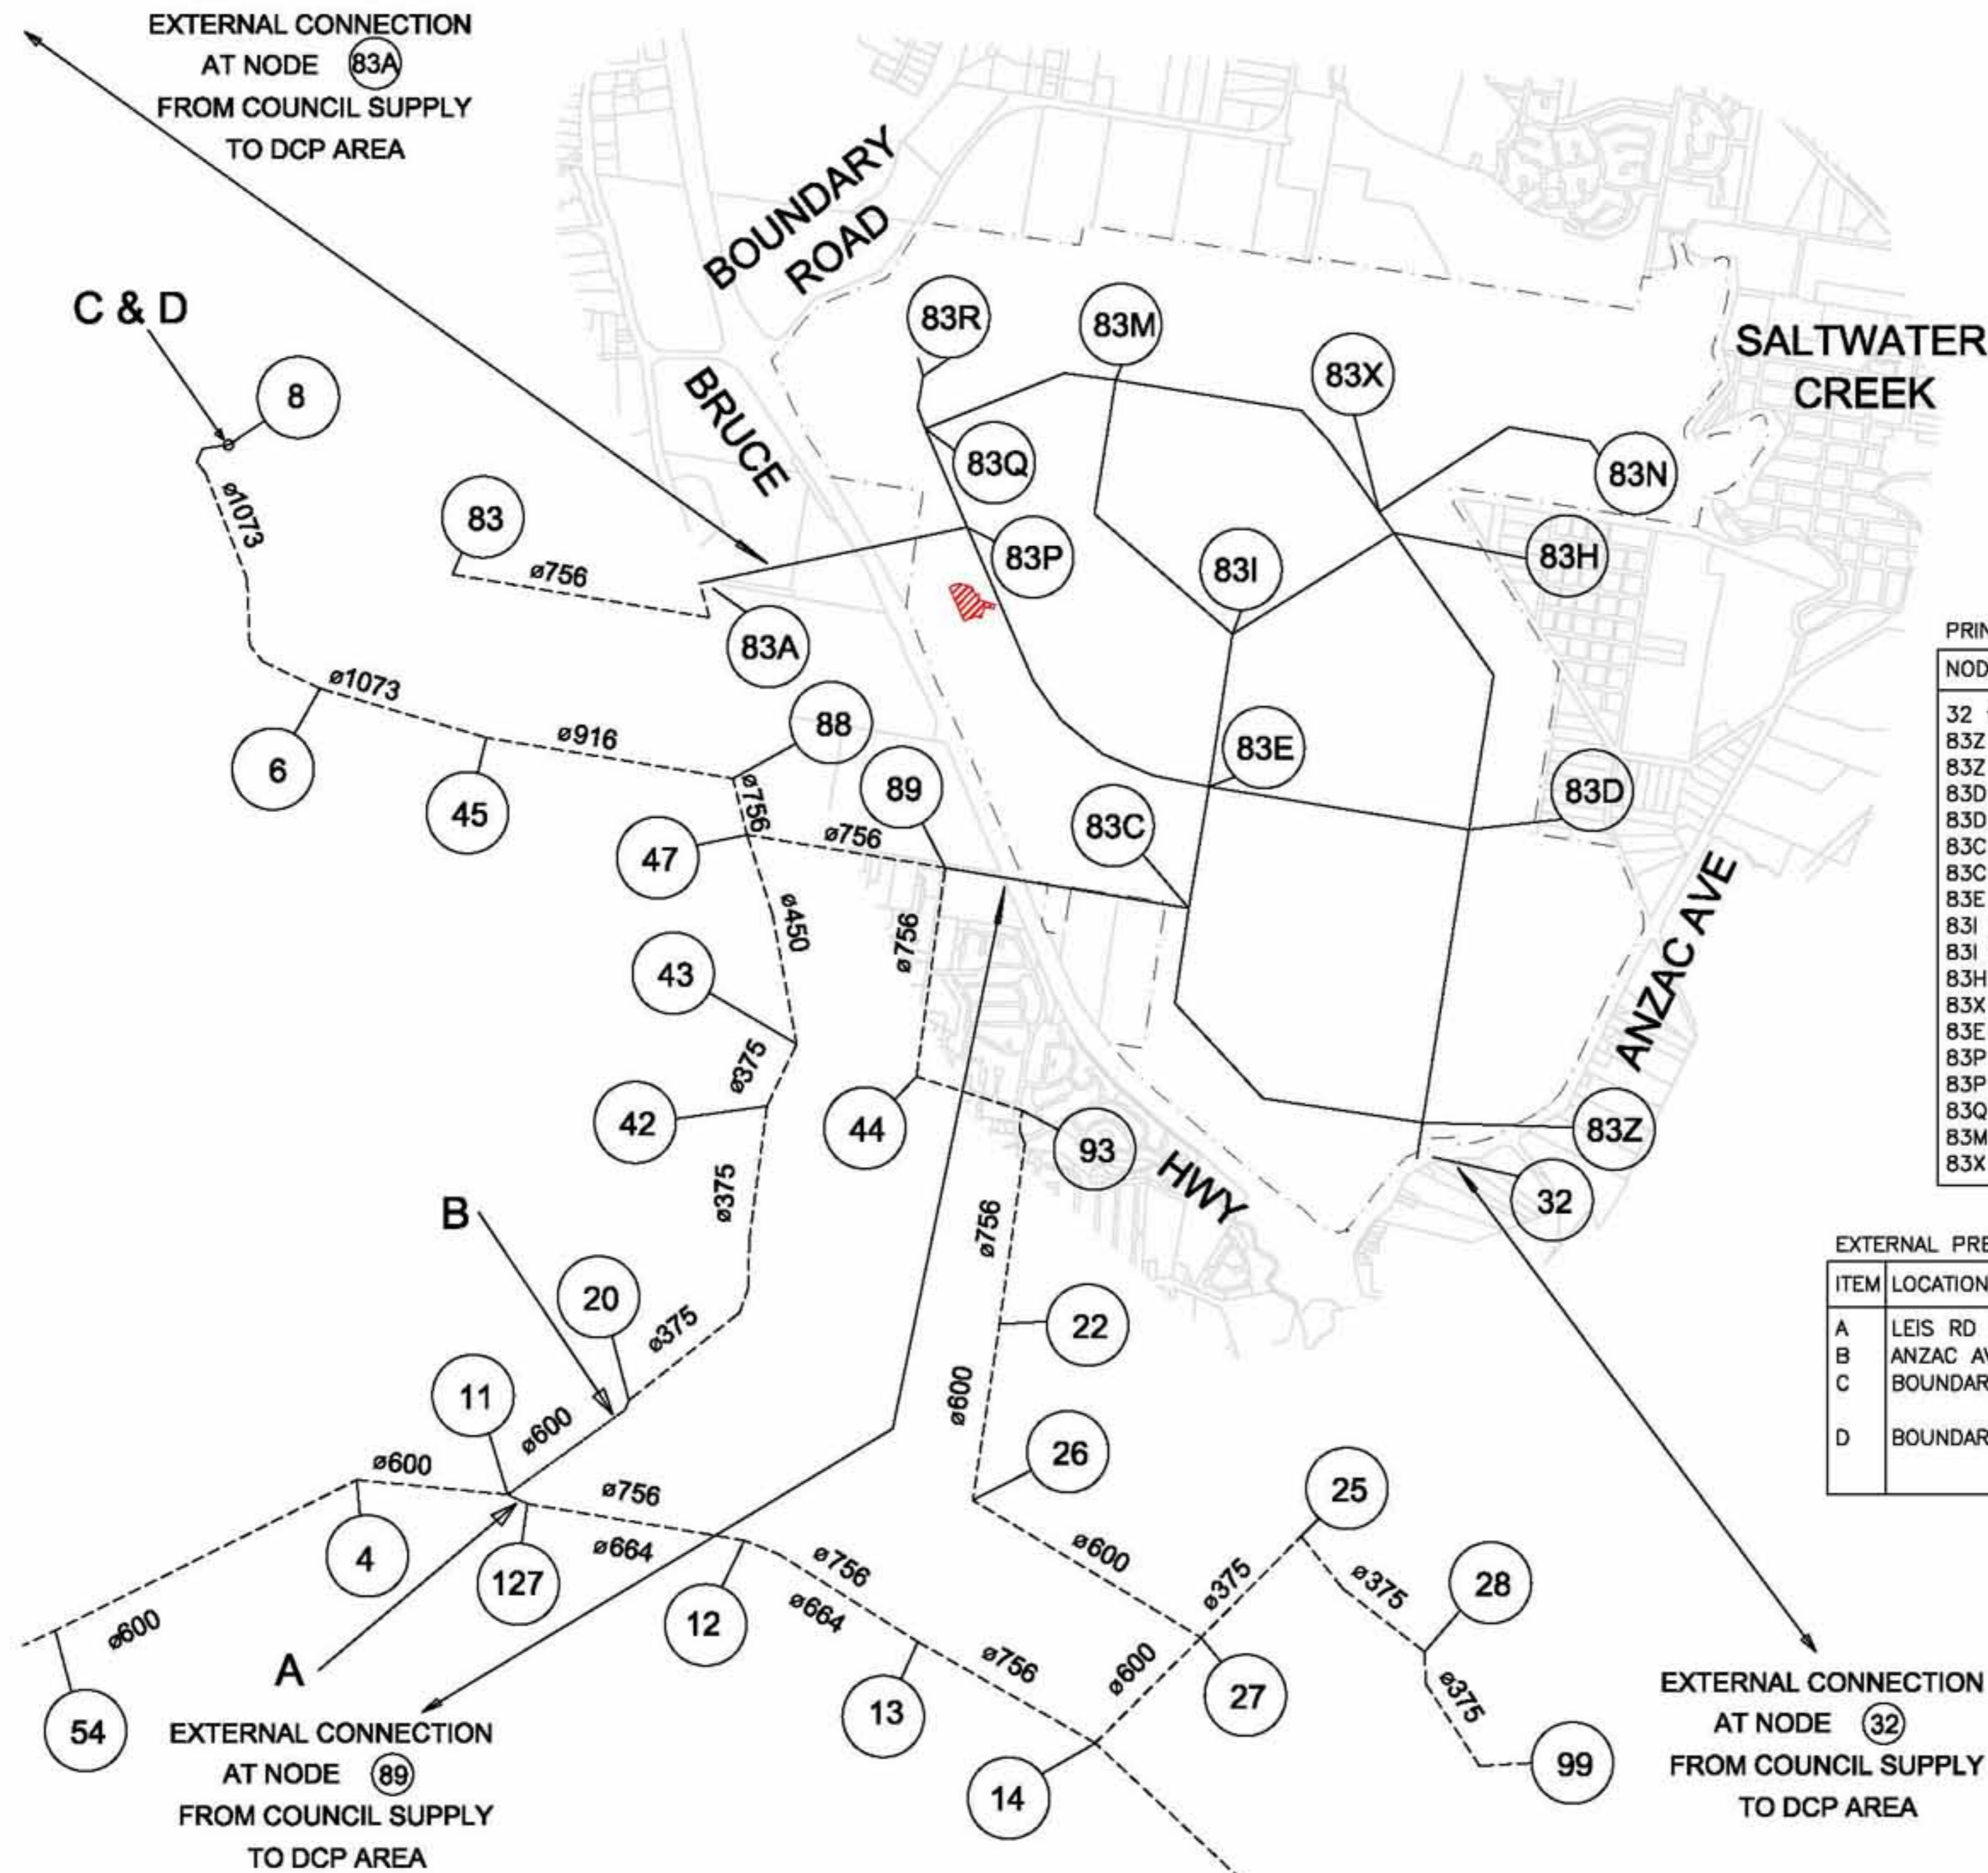 EXTERNAL CONNECTION
AT NODE 83A
FROM COUNCIL SUPPLY
TO DCP AREA
BOUNDARY
ROAD
C & D
8
83R
83M
83X
SALTWATER
CREEK
BRUCE
ø1073
83
83Q
83N
ø756
83P
83I
83H
83A
ø1073
6
45
ø916
88
ø756
89
83E
83D
83C
47
ø756
ø450
ø756
43
ANZAC AVE
ø375
42
44
93
83Z
HWY
32
ø375
B
ø756
20
ø375
22
11
ø600
ø600
26
ø600
ø756
25
4
127
ø664
ø756
ø600
ø375
ø375
28
ø600
12
ø664
ø756
ø600
ø375
A
54
13
27
14
99
EXTERNAL CONNECTION
AT NODE 89
FROM COUNCIL SUPPLY
TO DCP AREA
EXTERNAL CONNECTION
AT NODE 32
FROM COUNCIL SUPPLY
TO DCP AREA
PRIN
NOD
32
83Z
83Z
83D
83D
83C
83C
83E
83I
83I
83H
83X
83E
83P
83P
83Q
83M
83X
EXTERNAL PRE
ITEM LOCATION
A LEIS RD
B ANZAC AV
C BOUNDAR
D BOUNDAR